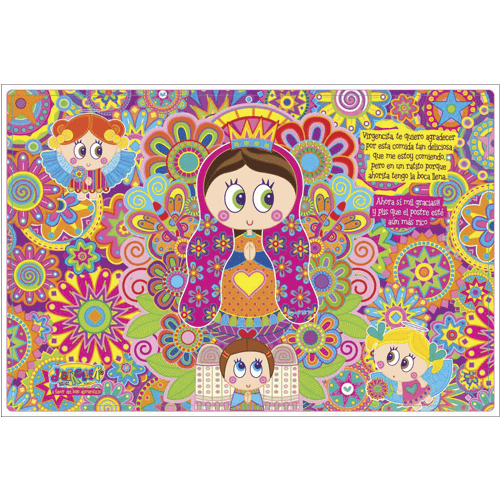 Virgencita, te quiero agradecer
por esta comida tan deliciosa
que me estoy comiendo,
pero en un ratito porque
ahorita tengo la boca llena.
Ahora sí mil gracias!!!
y plis que el postre esté
aún más rico